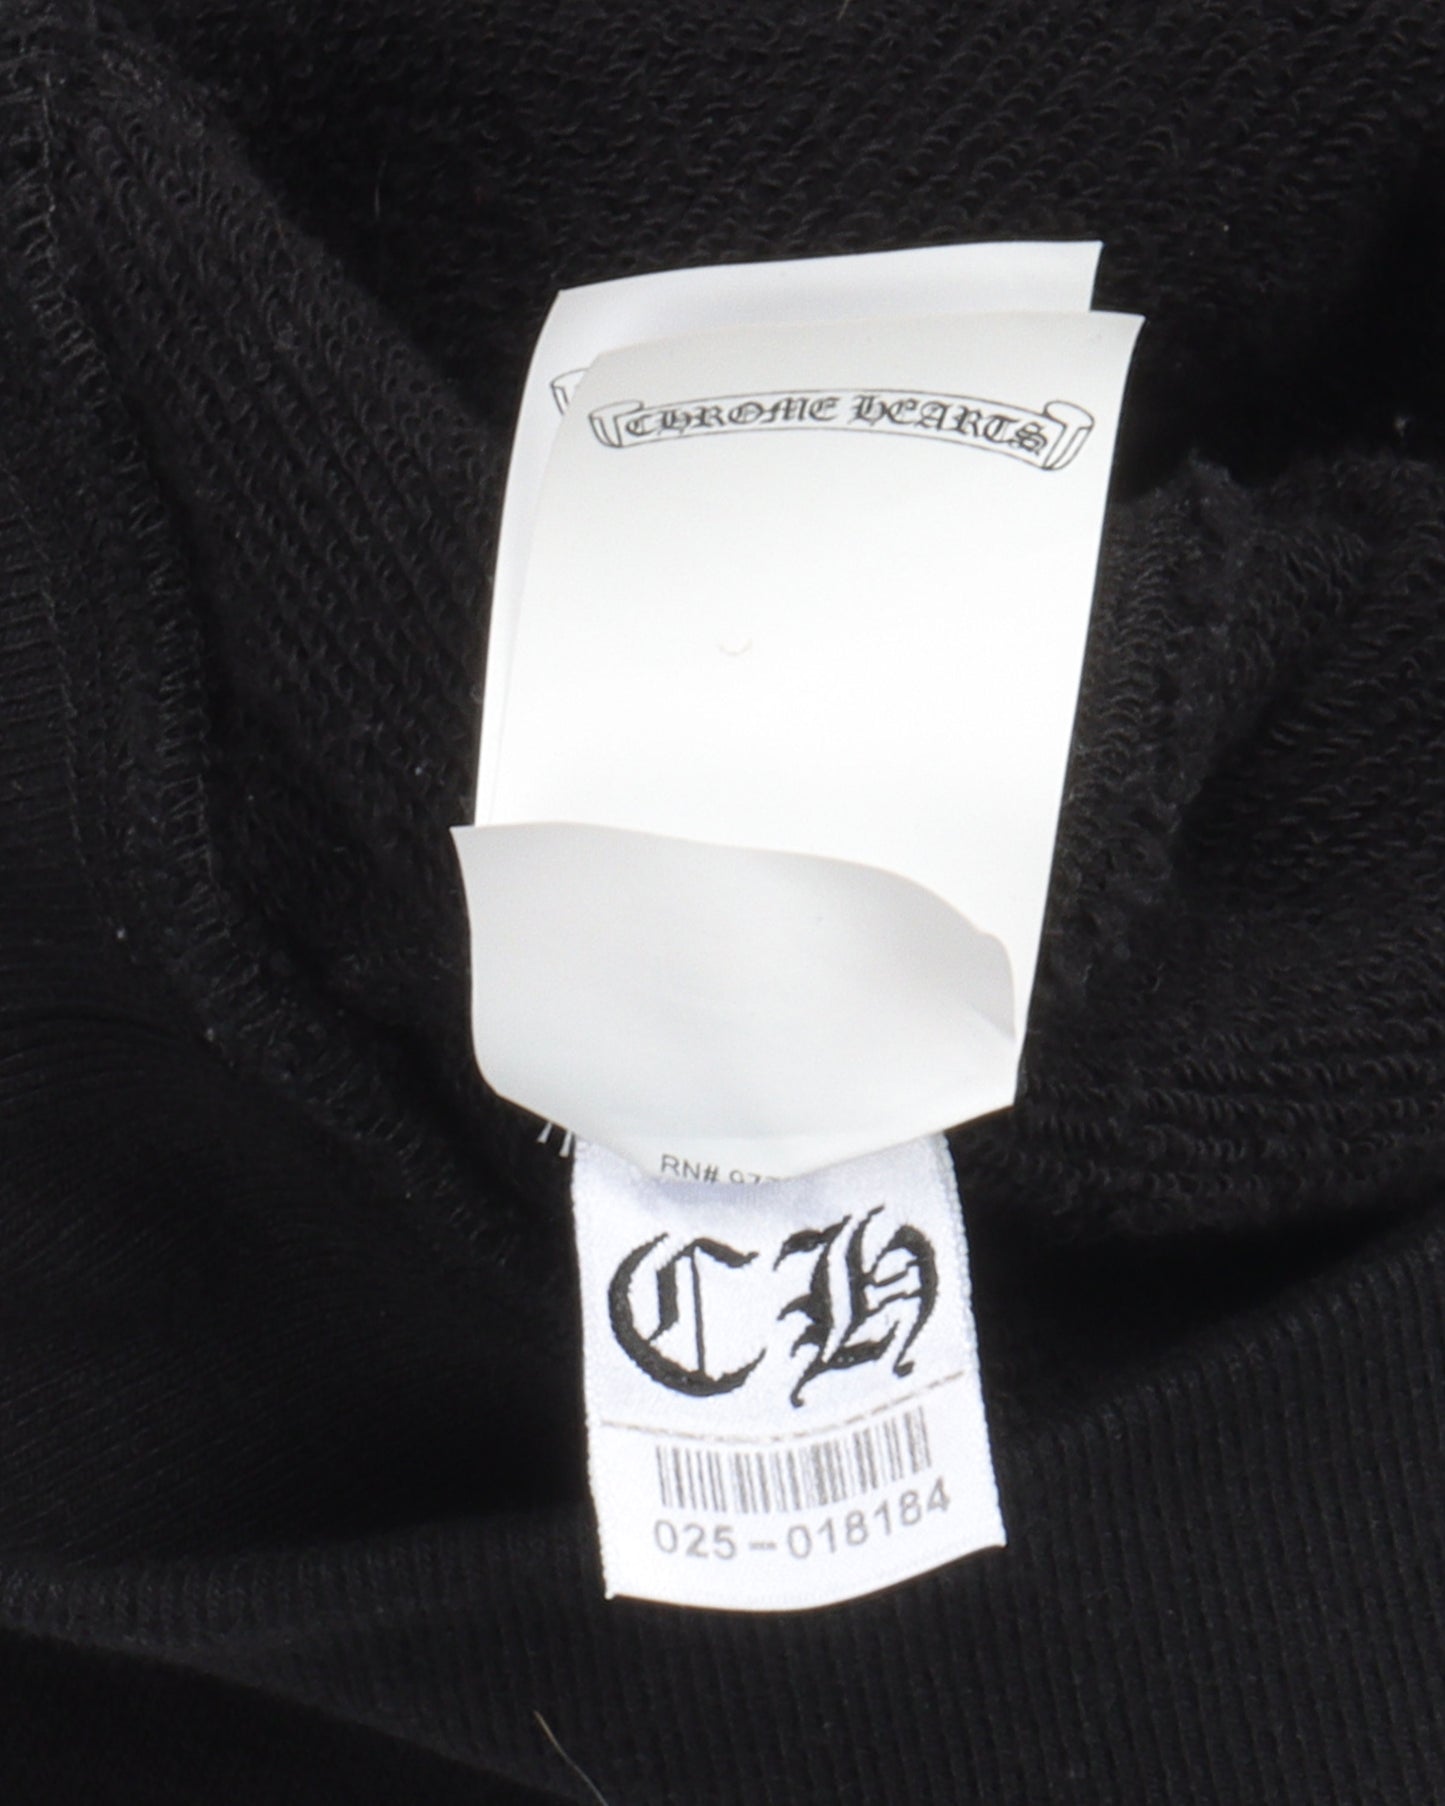 CHROME HEARTS
RN#
CH
025-018184